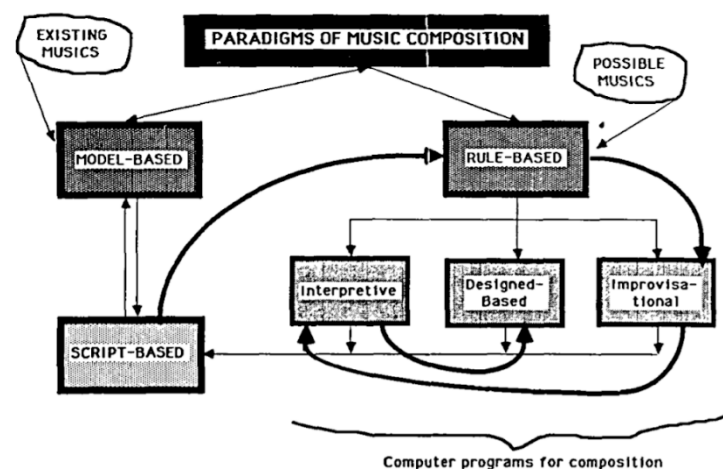 EXISTING
MUSICS
PARADIGMS OF MUSIC COMPOSITION
POSSIBLE
MUSICS
MODEL-BASED
RULE-BASED
Interpretive
Designed-
Based
Improvisa-
tional
SCRIPT-BASED
Computer programs for composition